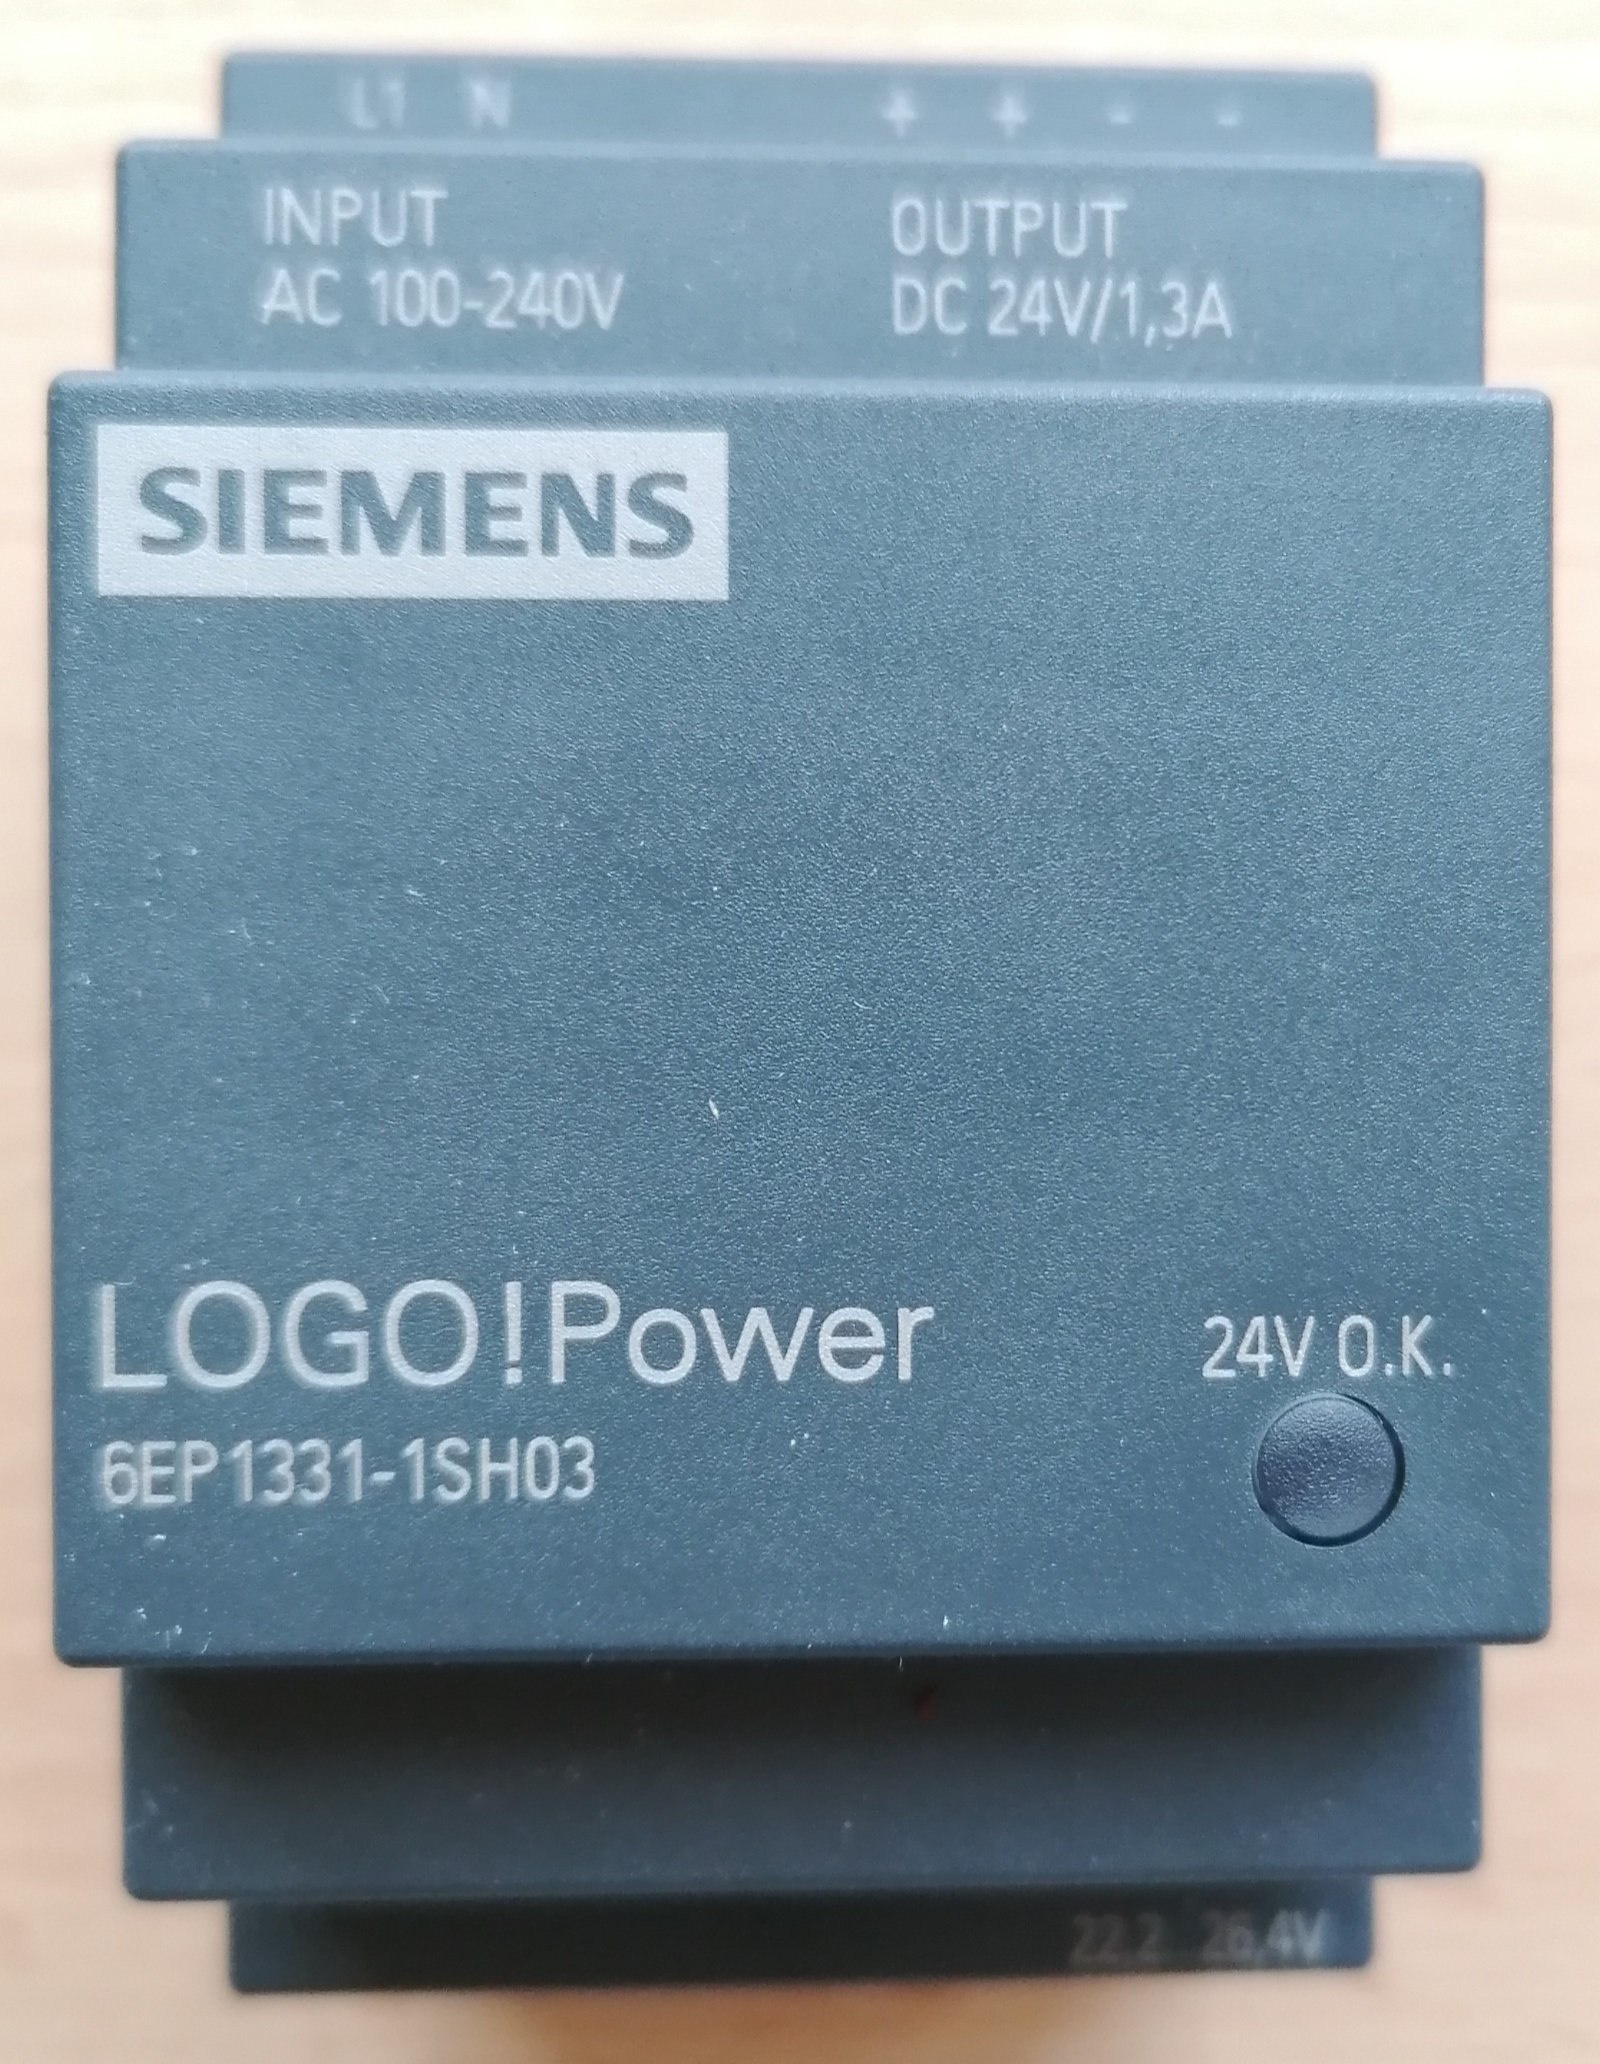 L1 N + + - -
INPUT OUTPUT
AC 100-240V DC 24V/1,3A
SIEMENS
LOGO!Power
24V O.K.
6EP1331-1SH03
22.2 26,4V